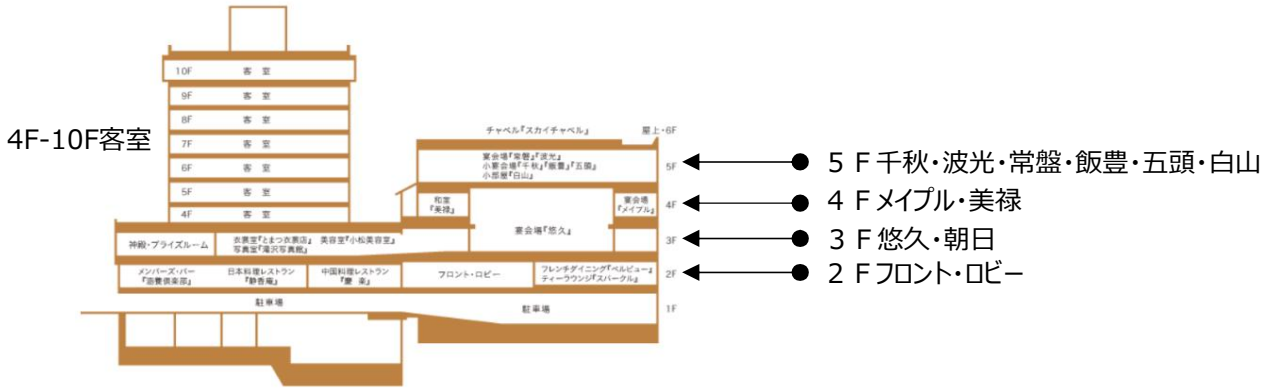 10F 客 室
9F 客 室
8F 客 室
7F 客 室
6F 客 室
5F 客 室
4F 客 室
4F-10F客室
チャペル『スカイチャペル』 屋上・6F
宴会場『常磐』『波光』
小宴会場『千秋』『飯豊』『五頭』
小部屋『白山』
5F
和室
『美禄』
宴会場
『メイプル』
4F
宴会場『悠久』
3F
神殿・ブライズルーム
衣裳室『とまつ衣裳店』 美容室『小松美容室』
写真室『滝沢写真館』
メンバーズ・バー
日本料理レストラン
『静香庵』
中国料理レストラン
『慶 楽』
フロント・ロビー
フレンチダイニング『ベルビュー』
ティーラウンジ『スパークル』
2F
駐車場
駐車場
1F
5F千秋・波光・常盤・飯豊・五頭・白山
4Fメイプル・美禄
3F悠久・朝日
2Fフロント・ロビー